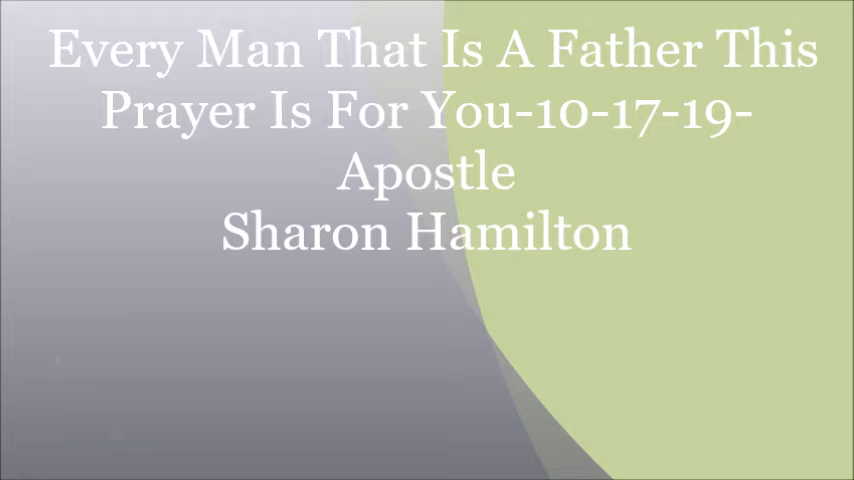 Every Man That Is A Father This
Prayer Is For You-10-17-19-
Apostle
Sharon Hamilton